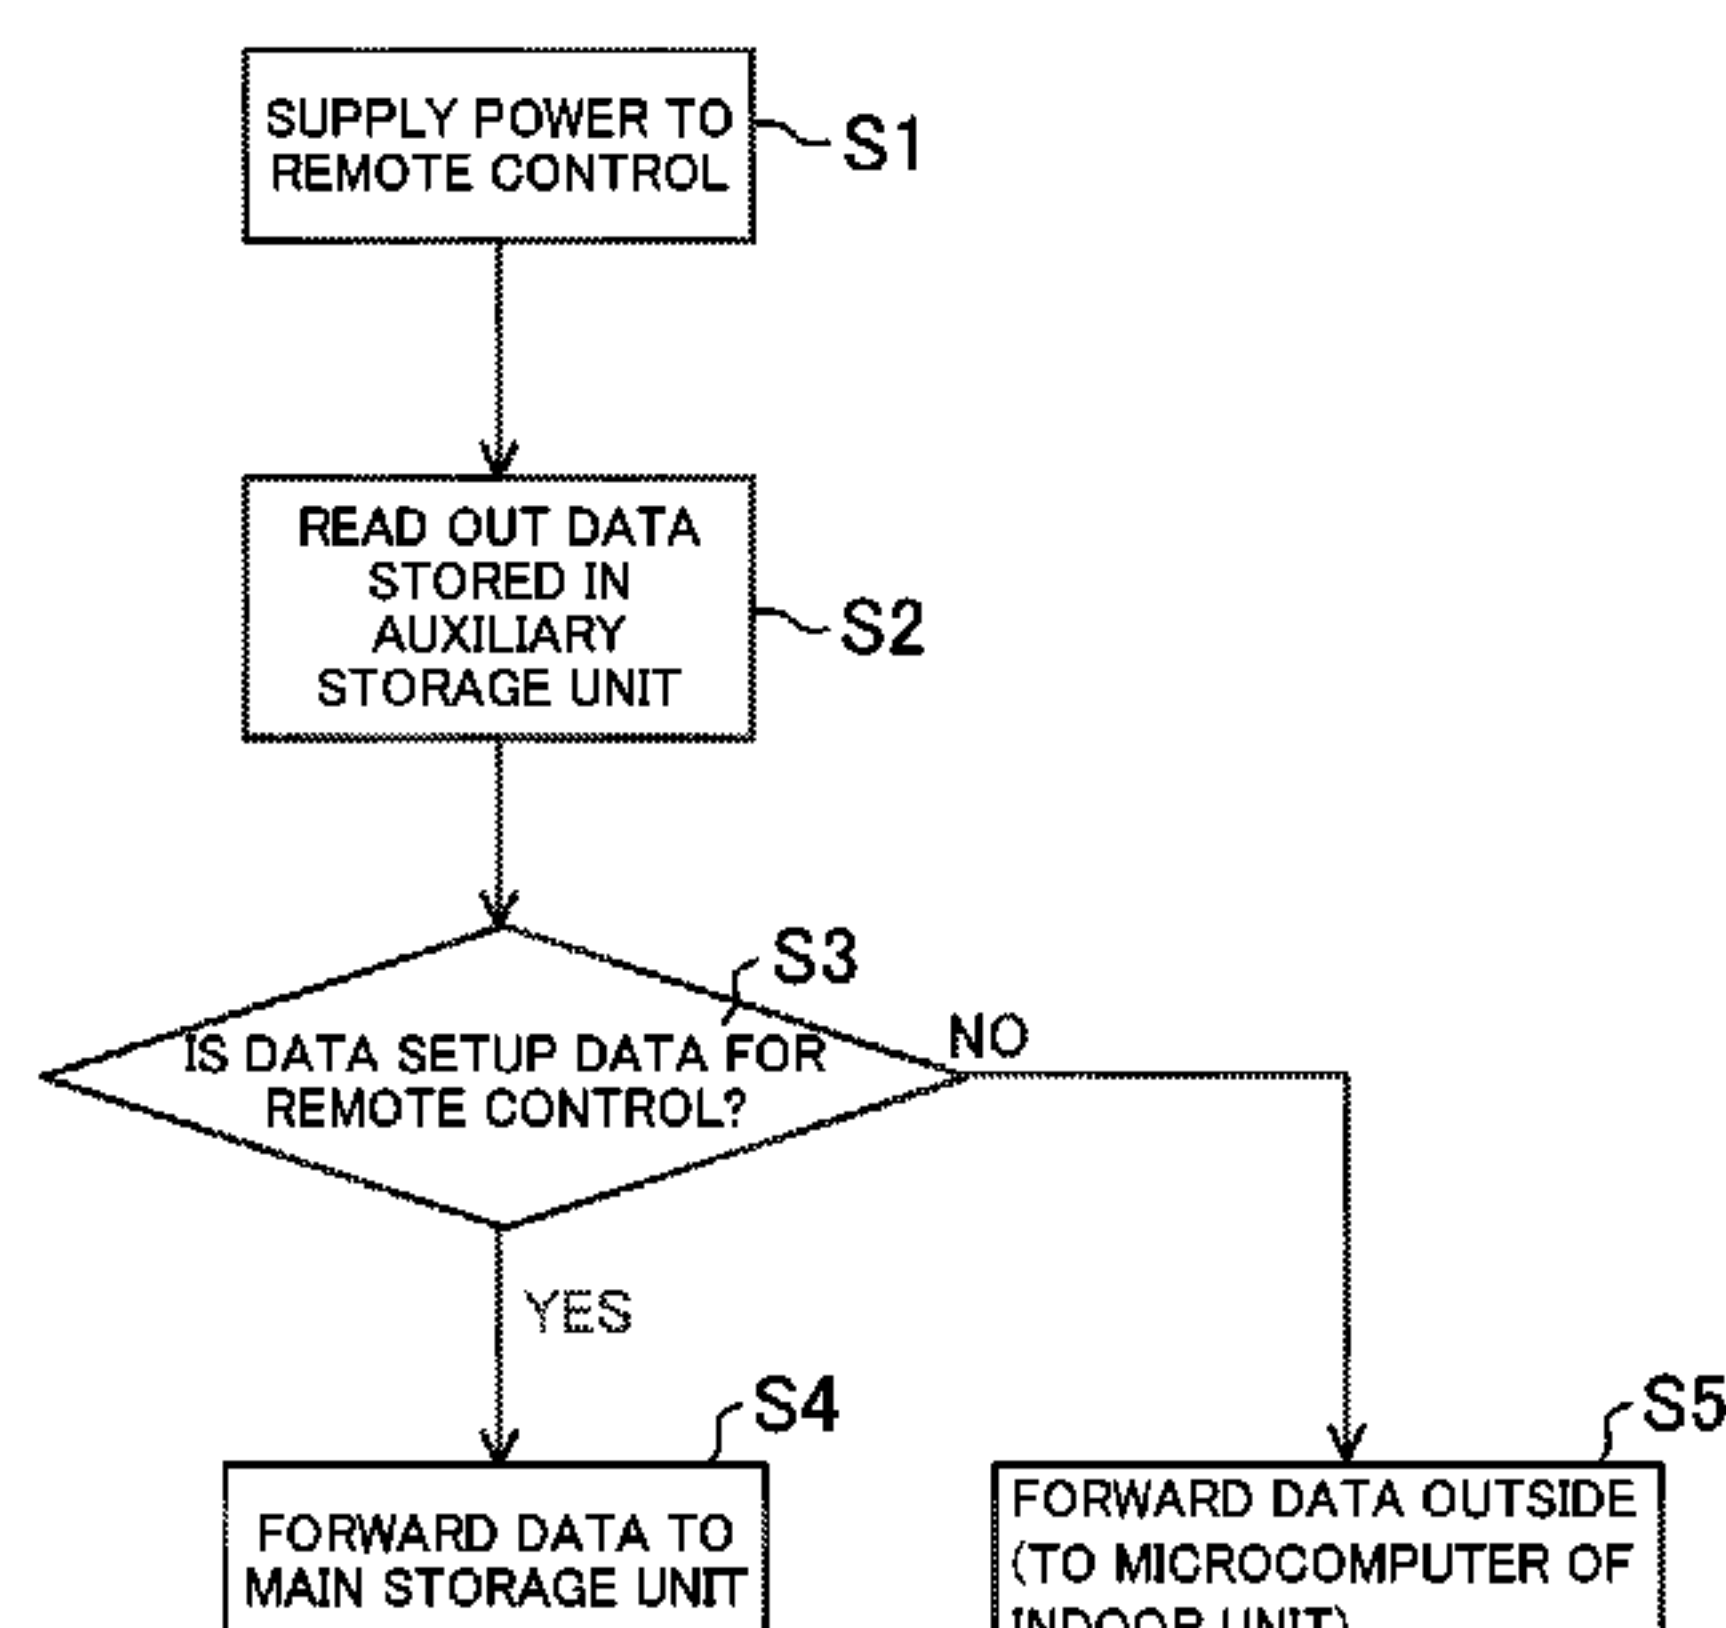 SUPPLY POWER TO
REMOTE CONTROL
S1
READ OUT DATA
STORED IN
AUXILIARY
STORAGE UNIT
S2
S3
IS DATA SETUP DATA FOR
REMOTE CONTROL?
NO
YES
S4
FORWARD DATA TO
MAIN STORAGE UNIT
S5
FORWARD DATA OUTSIDE
(TO MICROCOMPUTER OF
INDOOR UNIT)